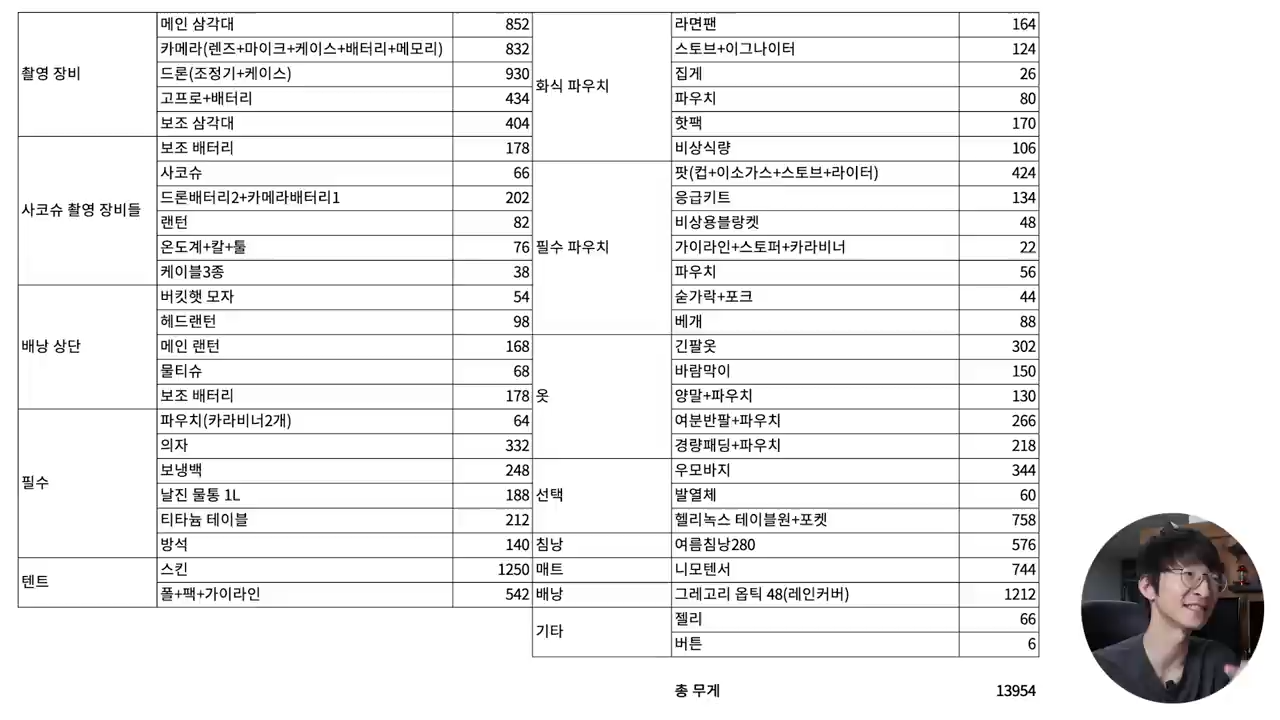 촬영 장비
메인 삼각대 852
카메라(렌즈+마이크+케이스+배터리+메모리) 832
드론(조정기+케이스) 930
고프로+배터리 434
보조 삼각대 404
사코슈 촬영 장비들
보조 배터리 178
사코슈 66
드론배터리2+카메라배터리1 202
랜턴 82
온도계+칼+툴 76
케이블3종 38
배낭 상단
버킷햇 모자 54
헤드랜턴 98
메인 랜턴 168
물티슈 68
보조 배터리 178
필수
파우치(카라비너2개) 64
의자 332
보냉백 248
날진 물통 1L 188
티타늄 테이블 212
방석 140
텐트
스킨 1250
폴+팩+가이라인 542
화식 파우치
라면팬 164
스토브+이그나이터 124
집게 26
파우치 80
핫팩 170
비상식량 106
필수 파우치
팟(컵+이소가스+스토브+라이터) 424
응급키트 134
비상용블랑켓 48
가이라인+스토퍼+카라비너 22
파우치 56
숟가락+포크 44
베개 88
옷
긴팔옷 302
바람막이 150
양말+파우치 130
여분반팔+파우치 266
경량패딩+파우치 218
선택
우모바지 344
발열체 60
헬리녹스 테이블원+포켓 758
침낭 여름침낭280 576
매트 니모텐서 744
배낭 그레고리 옵틱 48(레인커버) 1212
기타
젤리 66
버튼 6
총 무게 13954